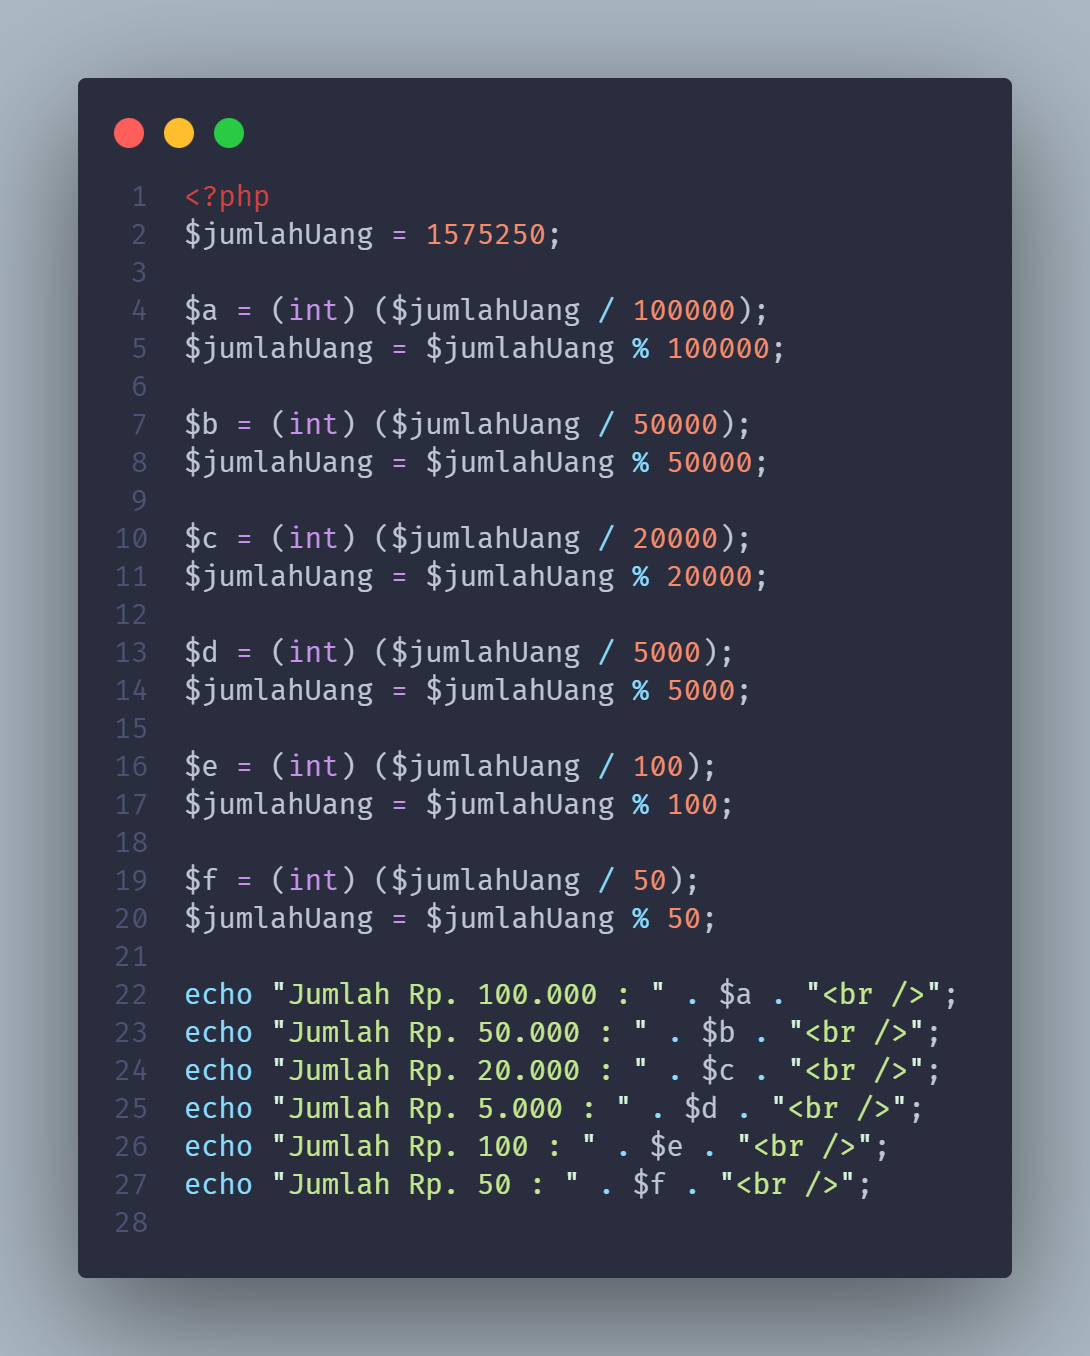 1 <?php
2 $jumlahUang = 1575250;
3
4 $a = (int) ($jumlahUang / 100000);
5 $jumlahUang = $jumlahUang % 100000;
6
7 $b = (int) ($jumlahUang / 50000);
8 $jumlahUang = $jumlahUang % 50000;
9
10 $c = (int) ($jumlahUang / 20000);
11 $jumlahUang = $jumlahUang % 20000;
12
13 $d = (int) ($jumlahUang / 5000);
14 $jumlahUang = $jumlahUang % 5000;
15
16 $e = (int) ($jumlahUang / 100);
17 $jumlahUang = $jumlahUang % 100;
18
19 $f = (int) ($jumlahUang / 50);
20 $jumlahUang = $jumlahUang % 50;
21
22 echo "Jumlah Rp. 100.000 : " . $a . "<br />";
23 echo "Jumlah Rp. 50.000 : " . $b . "<br />";
24 echo "Jumlah Rp. 20.000 : " . $c . "<br />";
25 echo "Jumlah Rp. 5.000 : " . $d . "<br />";
26 echo "Jumlah Rp. 100 : " . $e . "<br />";
27 echo "Jumlah Rp. 50 : " . $f . "<br />";
28